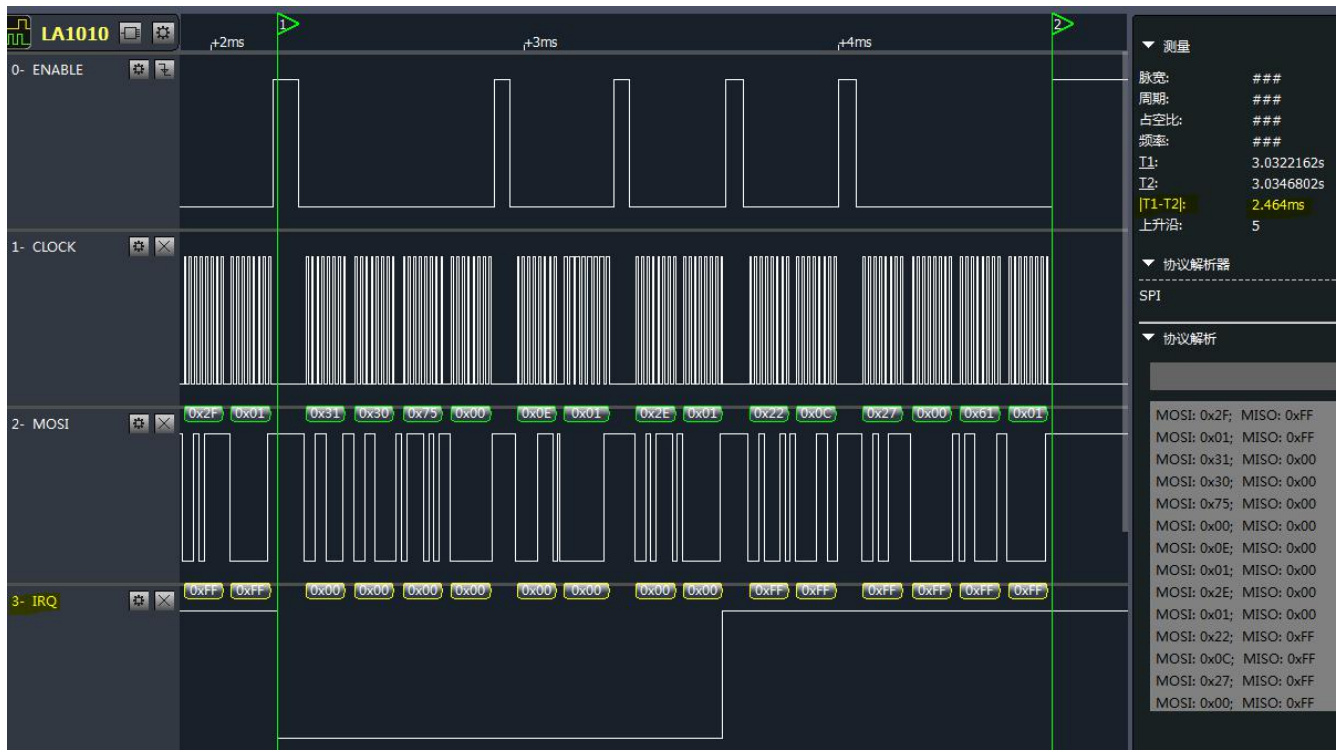 LA1010
+2ms
1
+3ms
+4ms
2
0- ENABLE
1- CLOCK
2- MOSI
0x2F 0x01 0x31 0x30 0x75 0x00 0x0E 0x01 0x2E 0x01 0x22 0x0C 0x27 0x00 0x61 0x01
3- IRQ
0xFF 0xFF 0x00 0x00 0x00 0x00 0x00 0x00 0x00 0x00 0xFF 0xFF 0xFF 0xFF 0xFF 0xFF
测量
脉宽: ###
周期: ###
占空比: ###
频率: ###
T1: 3.0322162s
T2: 3.0346802s
|T1-T2|: 2.464ms
上升沿: 5
协议解析器
SPI
协议解析
MOSI: 0x2F; MISO: 0xFF
MOSI: 0x01; MISO: 0xFF
MOSI: 0x31; MISO: 0x00
MOSI: 0x30; MISO: 0x00
MOSI: 0x75; MISO: 0x00
MOSI: 0x00; MISO: 0x00
MOSI: 0x0E; MISO: 0x00
MOSI: 0x01; MISO: 0x00
MOSI: 0x2E; MISO: 0x00
MOSI: 0x01; MISO: 0x00
MOSI: 0x22; MISO: 0xFF
MOSI: 0x0C; MISO: 0xFF
MOSI: 0x27; MISO: 0xFF
MOSI: 0x00; MISO: 0xFF